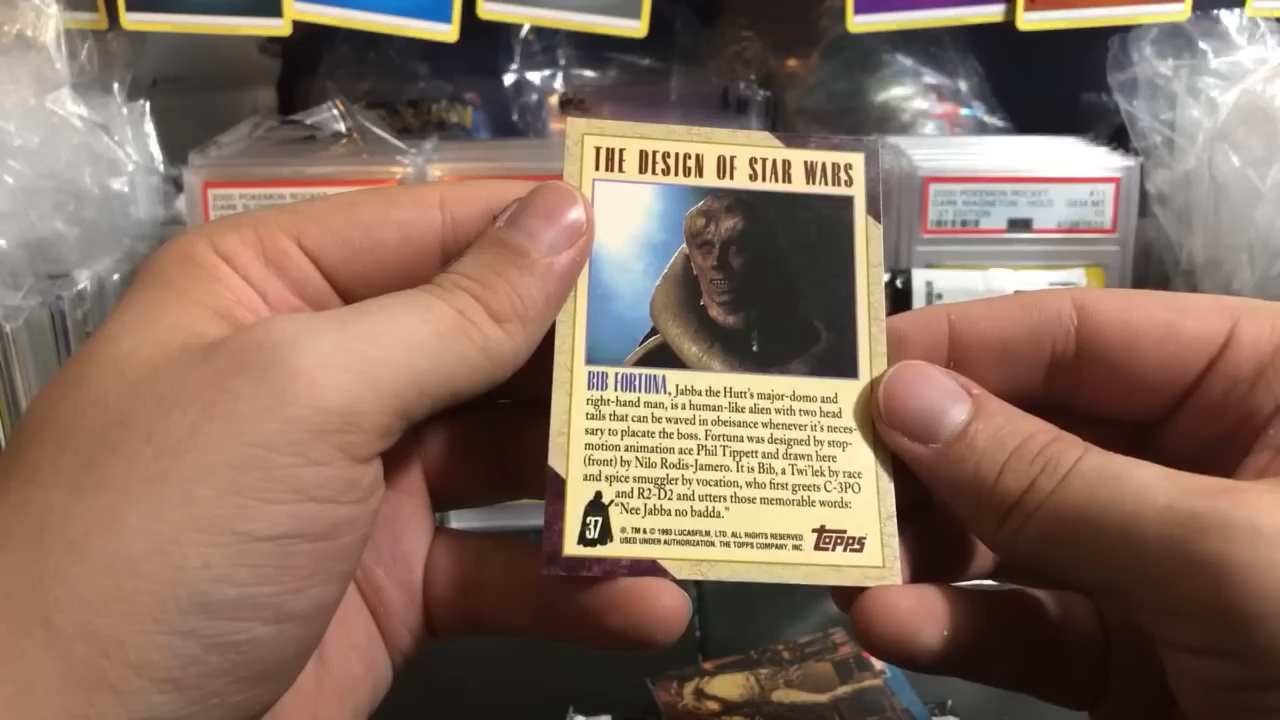 THE DESIGN OF STAR WARS
BIB FORTUNA, Jabba the Hutt's major-domo and
right-hand man, is a human-like alien with two head
tails that can be waved in obeisance whenever it's neces-
sary to placate the boss. Fortuna was designed by stop-
motion animation ace Phil Tippett and drawn here
(front) by Nilo Rodis-Jamero. It is Bib, a Twi'lek by race
and spice smuggler by vocation, who first greets C-3PO
and R2-D2 and utters those memorable words:
"Nee Jabba no badda."
37
®, TM & © 1993 LUCASFILM, LTD. ALL RIGHTS RESERVED.
USED UNDER AUTHORIZATION. THE TOPPS COMPANY, INC.
TOPPS
2000 POKEMON ROCKET
2000 POKEMON ROCKET #11
DARK MAGNETON - HOLO GEM MT
1ST EDITION 10